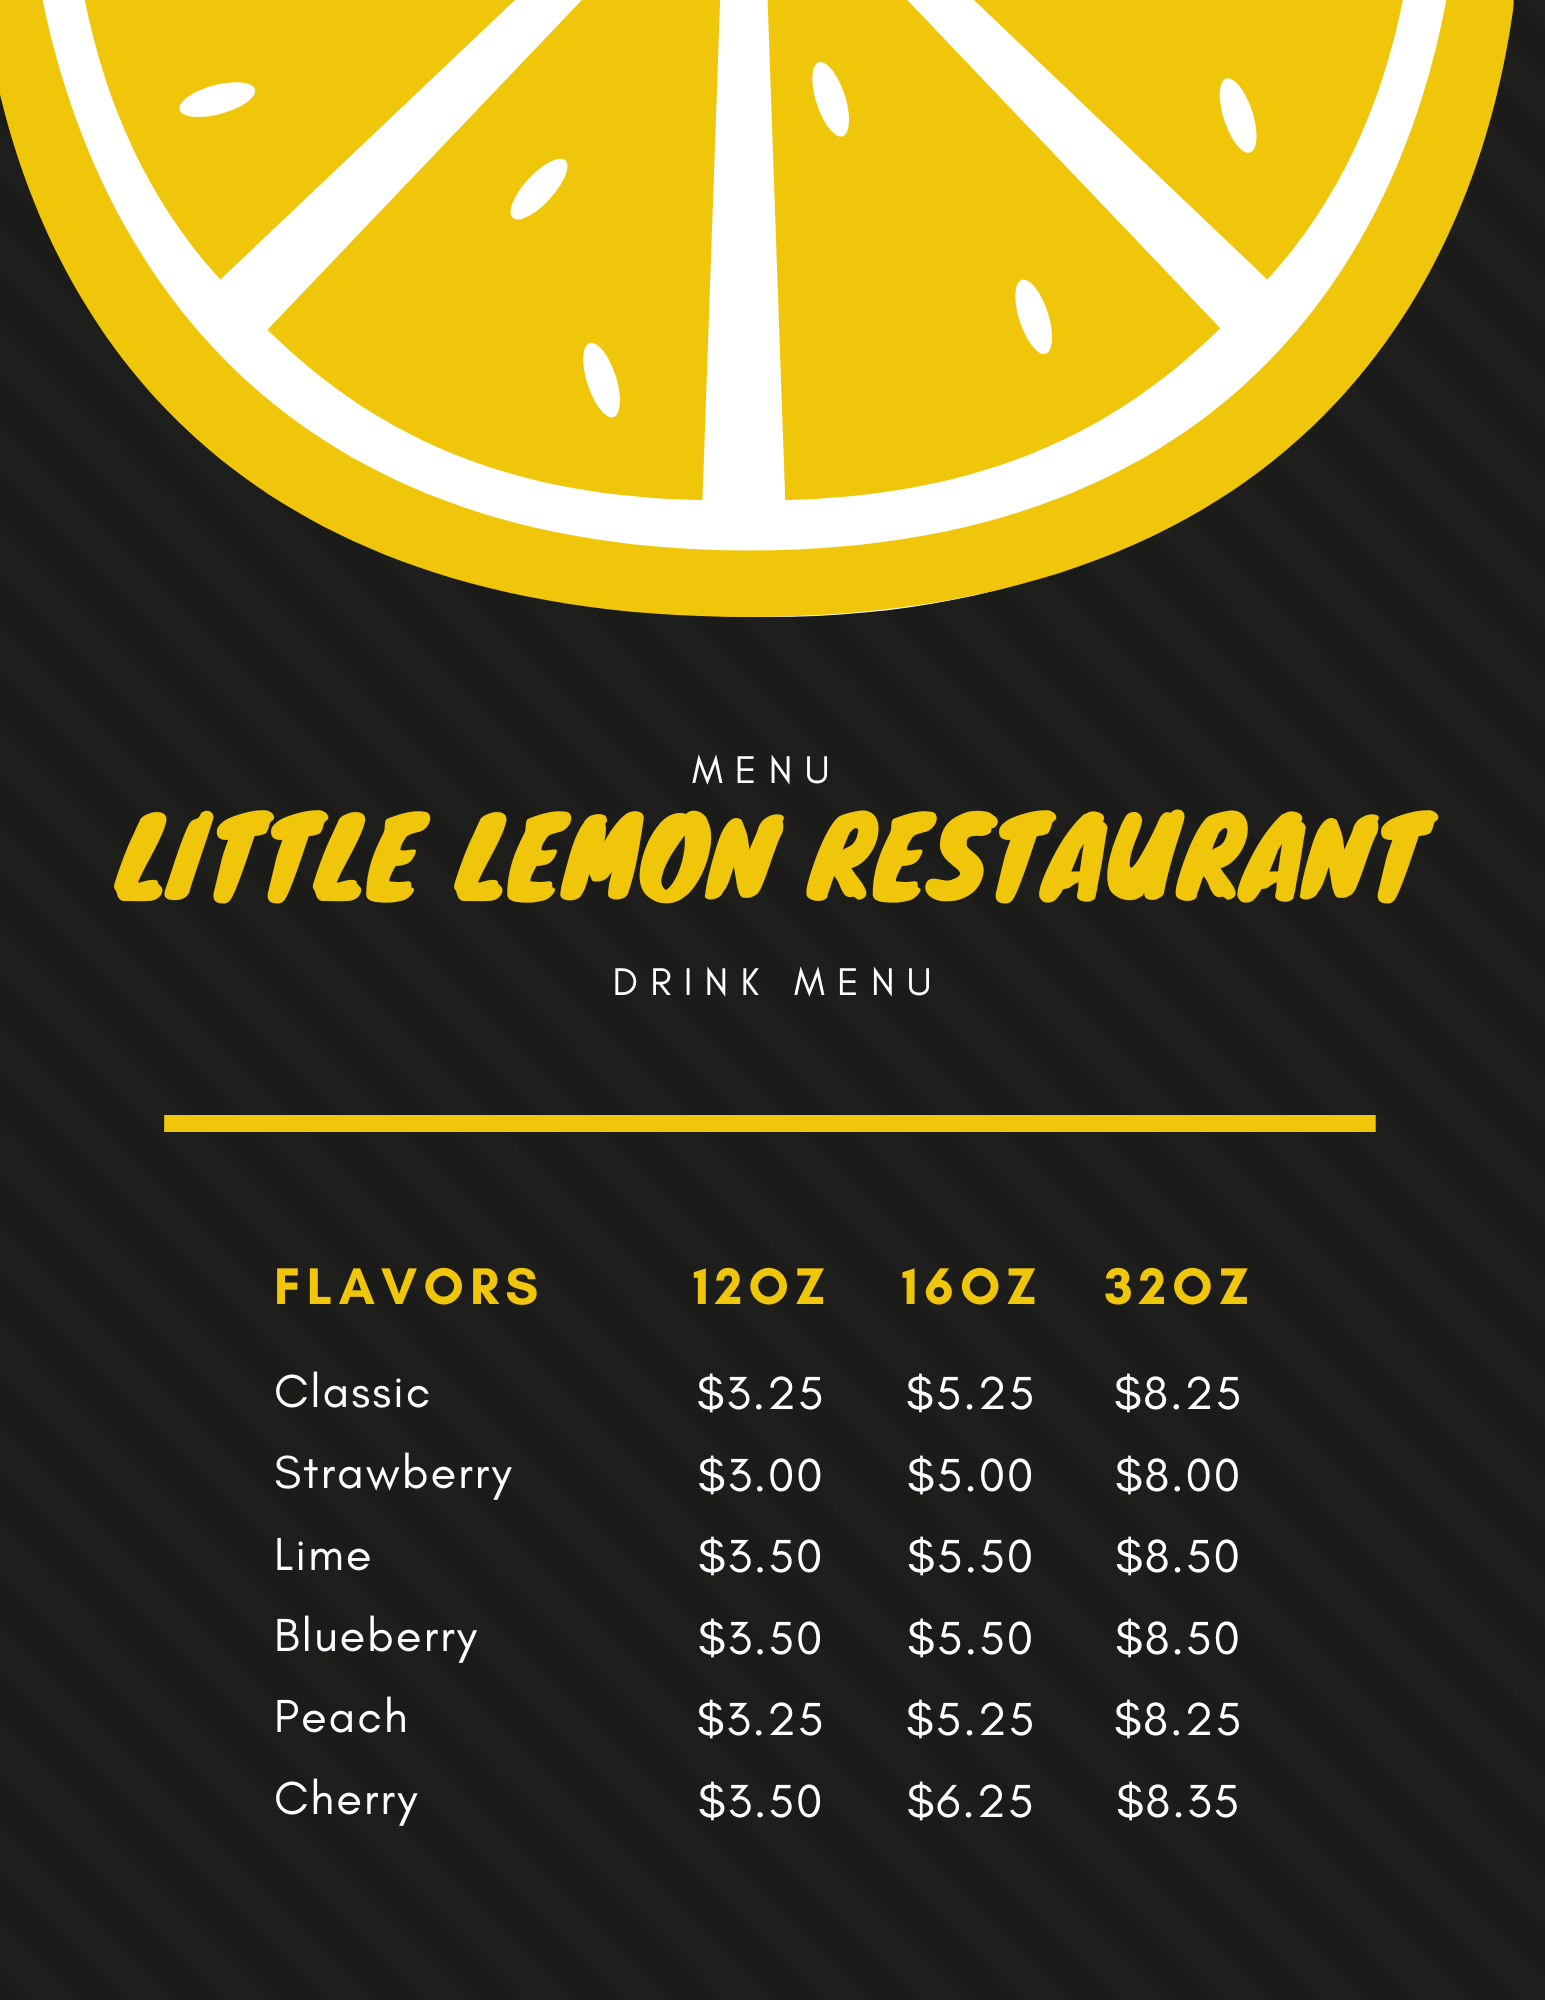 MENU
LITTLE LEMON RESTAURANT
DRINK MENU
FLAVORS 12OZ 16OZ 32OZ
Classic $3.25 $5.25 $8.25
Strawberry $3.00 $5.00 $8.00
Lime $3.50 $5.50 $8.50
Blueberry $3.50 $5.50 $8.50
Peach $3.25 $5.25 $8.25
Cherry $3.50 $6.25 $8.35